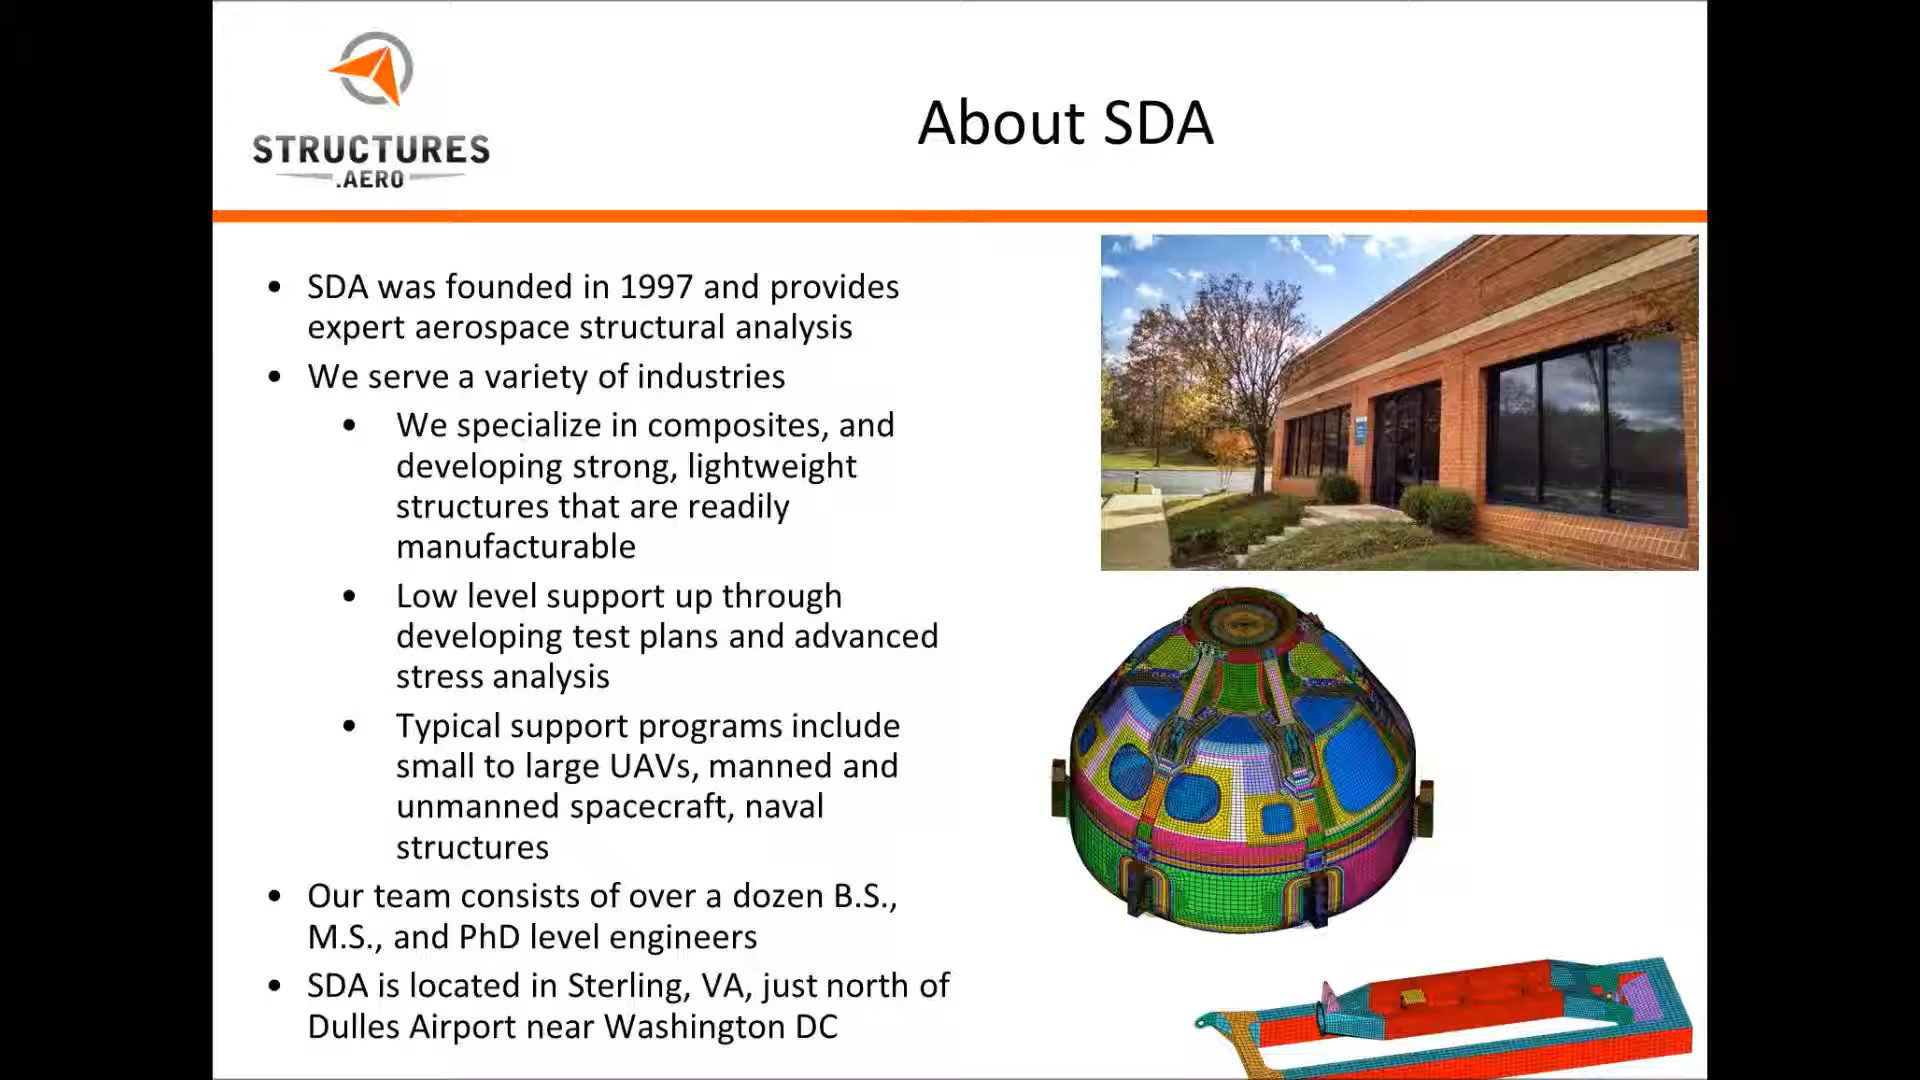 STRUCTURES
.AERO
About SDA
• SDA was founded in 1997 and provides
expert aerospace structural analysis
• We serve a variety of industries
• We specialize in composites, and
developing strong, lightweight
structures that are readily
manufacturable
• Low level support up through
developing test plans and advanced
stress analysis
• Typical support programs include
small to large UAVs, manned and
unmanned spacecraft, naval
structures
• Our team consists of over a dozen B.S.,
M.S., and PhD level engineers
• SDA is located in Sterling, VA, just north of
Dulles Airport near Washington DC